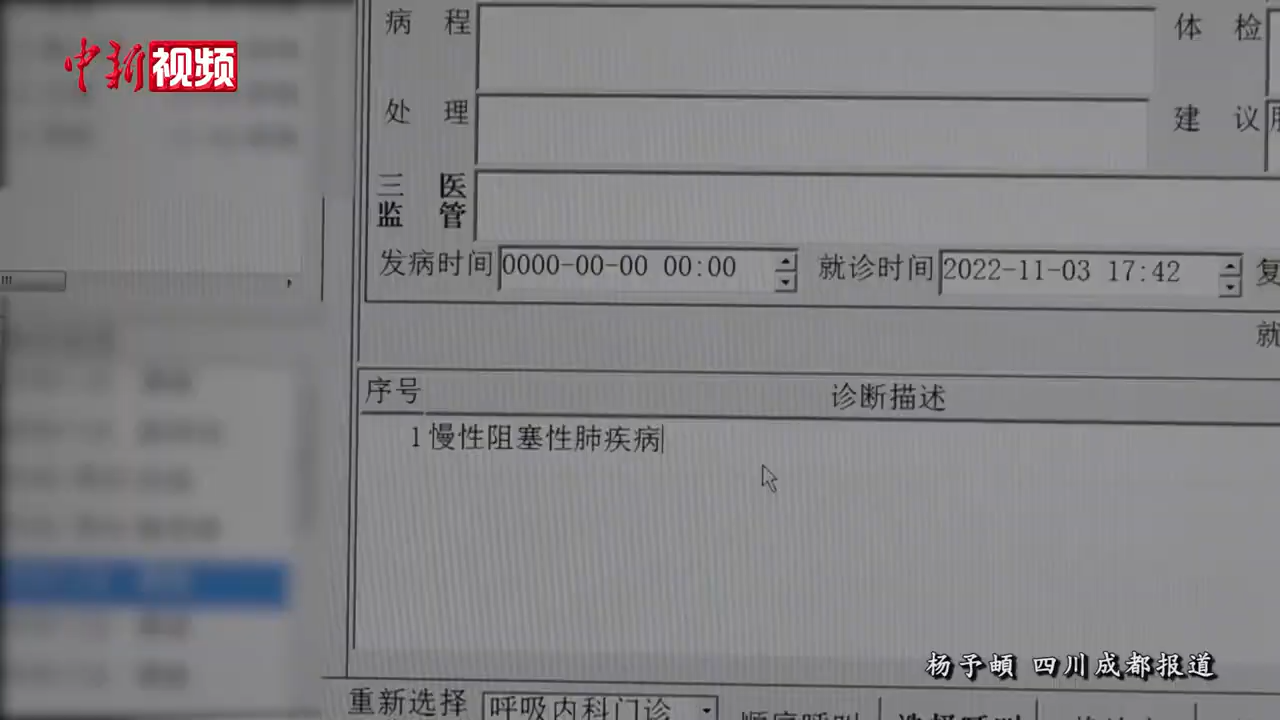 中新视频
病 程
体 检
处 理
建 议
三 医
监 管
发病时间 0000-00-00 00:00 就诊时间 2022-11-03 17:42 复
就
序号 诊断描述
1 慢性阻塞性肺疾病
杨予頔 四川成都报道
重新选择 呼吸内科门诊